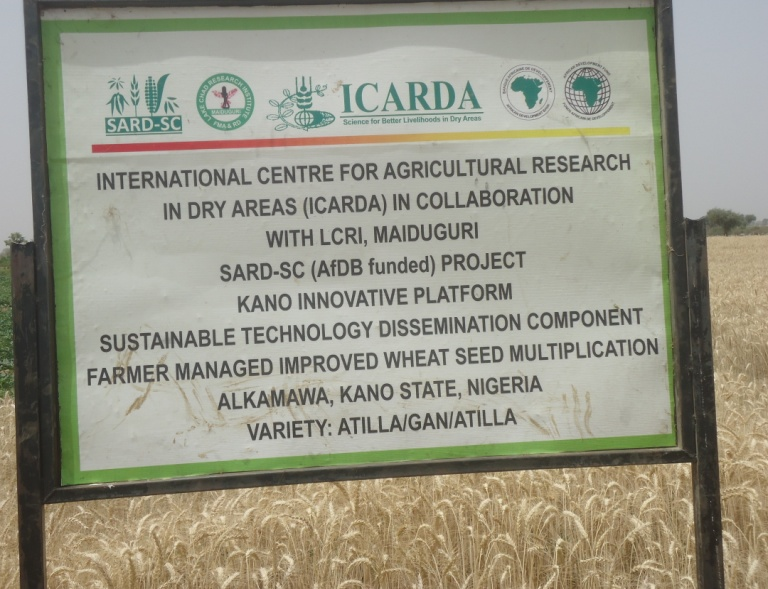 SARD-SC
LAKE CHAD RESEARCH INSTITUTE
ICARDA
Science for Better Livelihoods in Dry Areas
INTERNATIONAL CENTRE FOR AGRICULTURAL RESEARCH
IN DRY AREAS (ICARDA) IN COLLABORATION
WITH LCRI, MAIDUGURI
SARD-SC (AfDB funded) PROJECT
KANO INNOVATIVE PLATFORM
SUSTAINABLE TECHNOLOGY DISSEMINATION COMPONENT
FARMER MANAGED IMPROVED WHEAT SEED MULTIPLICATION
ALKAMAWA, KANO STATE, NIGERIA
VARIETY: ATILLA/GAN/ATILLA